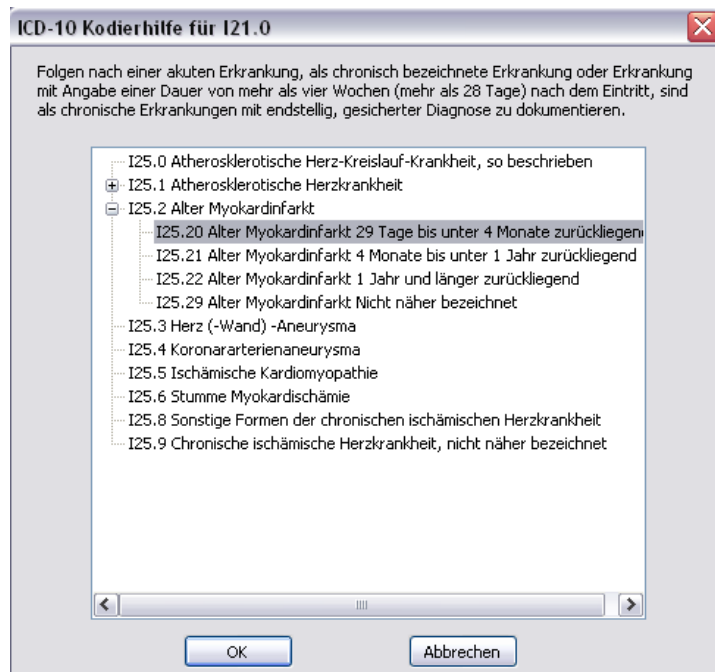 ICD-10 Kodierhilfe für I21.0
Folgen nach einer akuten Erkrankung, als chronisch bezeichnete Erkrankung oder Erkrankung
mit Angabe einer Dauer von mehr als vier Wochen (mehr als 28 Tage) nach dem Eintritt, sind
als chronische Erkrankungen mit endstellig, gesicherter Diagnose zu dokumentieren.
I25.0 Atherosklerotische Herz-Kreislauf-Krankheit, so beschrieben
I25.1 Atherosklerotische Herzkrankheit
I25.2 Alter Myokardinfarkt
I25.20 Alter Myokardinfarkt 29 Tage bis unter 4 Monate zurückliegen
I25.21 Alter Myokardinfarkt 4 Monate bis unter 1 Jahr zurückliegend
I25.22 Alter Myokardinfarkt 1 Jahr und länger zurückliegend
I25.29 Alter Myokardinfarkt Nicht näher bezeichnet
I25.3 Herz (-Wand) -Aneurysma
I25.4 Koronararterienaneurysma
I25.5 Ischämische Kardiomyopathie
I25.6 Stumme Myokardischämie
I25.8 Sonstige Formen der chronischen ischämischen Herzkrankheit
I25.9 Chronische ischämische Herzkrankheit, nicht näher bezeichnet
OK
Abbrechen